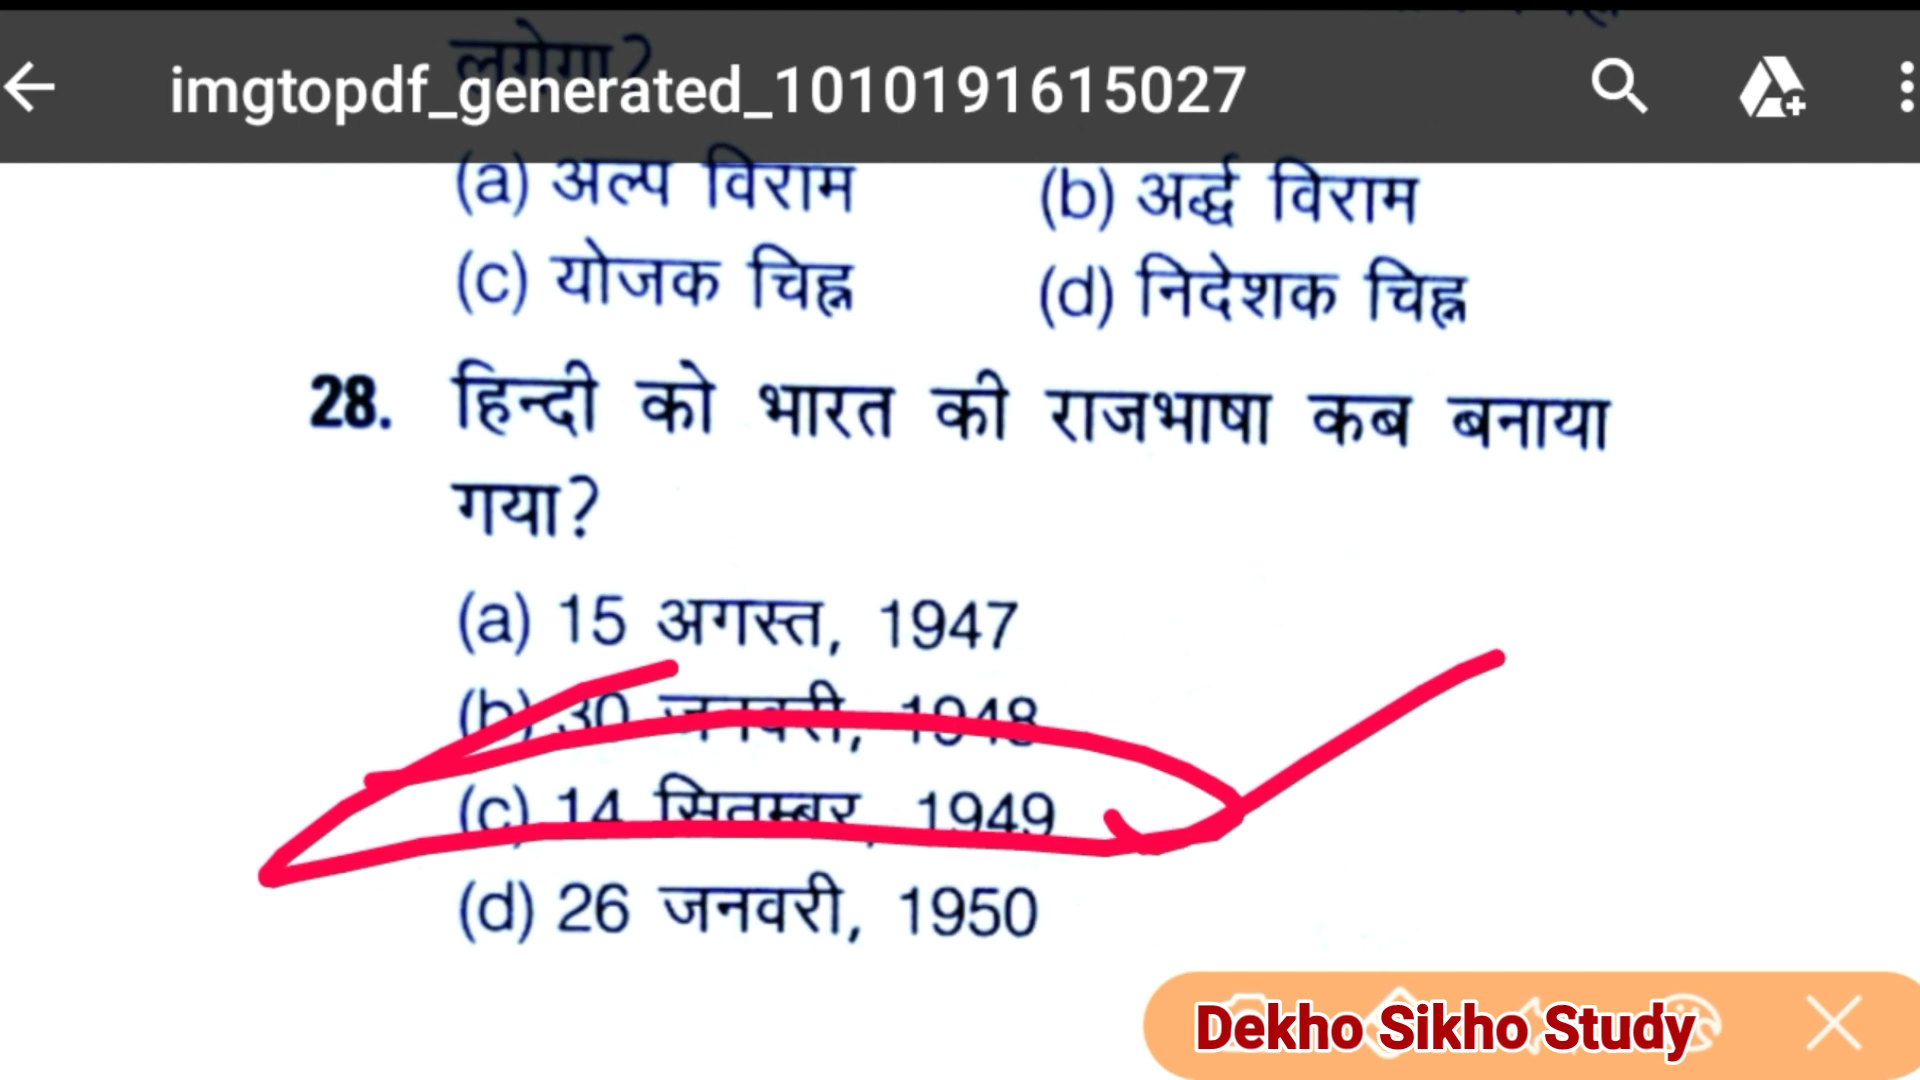 लगेगा?
imgtopdf_generated_1010191615027
(a) अल्प विराम (b) अर्द्ध विराम
(c) योजक चिह्न (d) निदेशक चिह्न
28. हिन्दी को भारत की राजभाषा कब बनाया
गया?
(a) 15 अगस्त, 1947
(b) 30 जनवरी, 1948
(c) 14 सितम्बर, 1949
(d) 26 जनवरी, 1950
Dekho Sikho Study